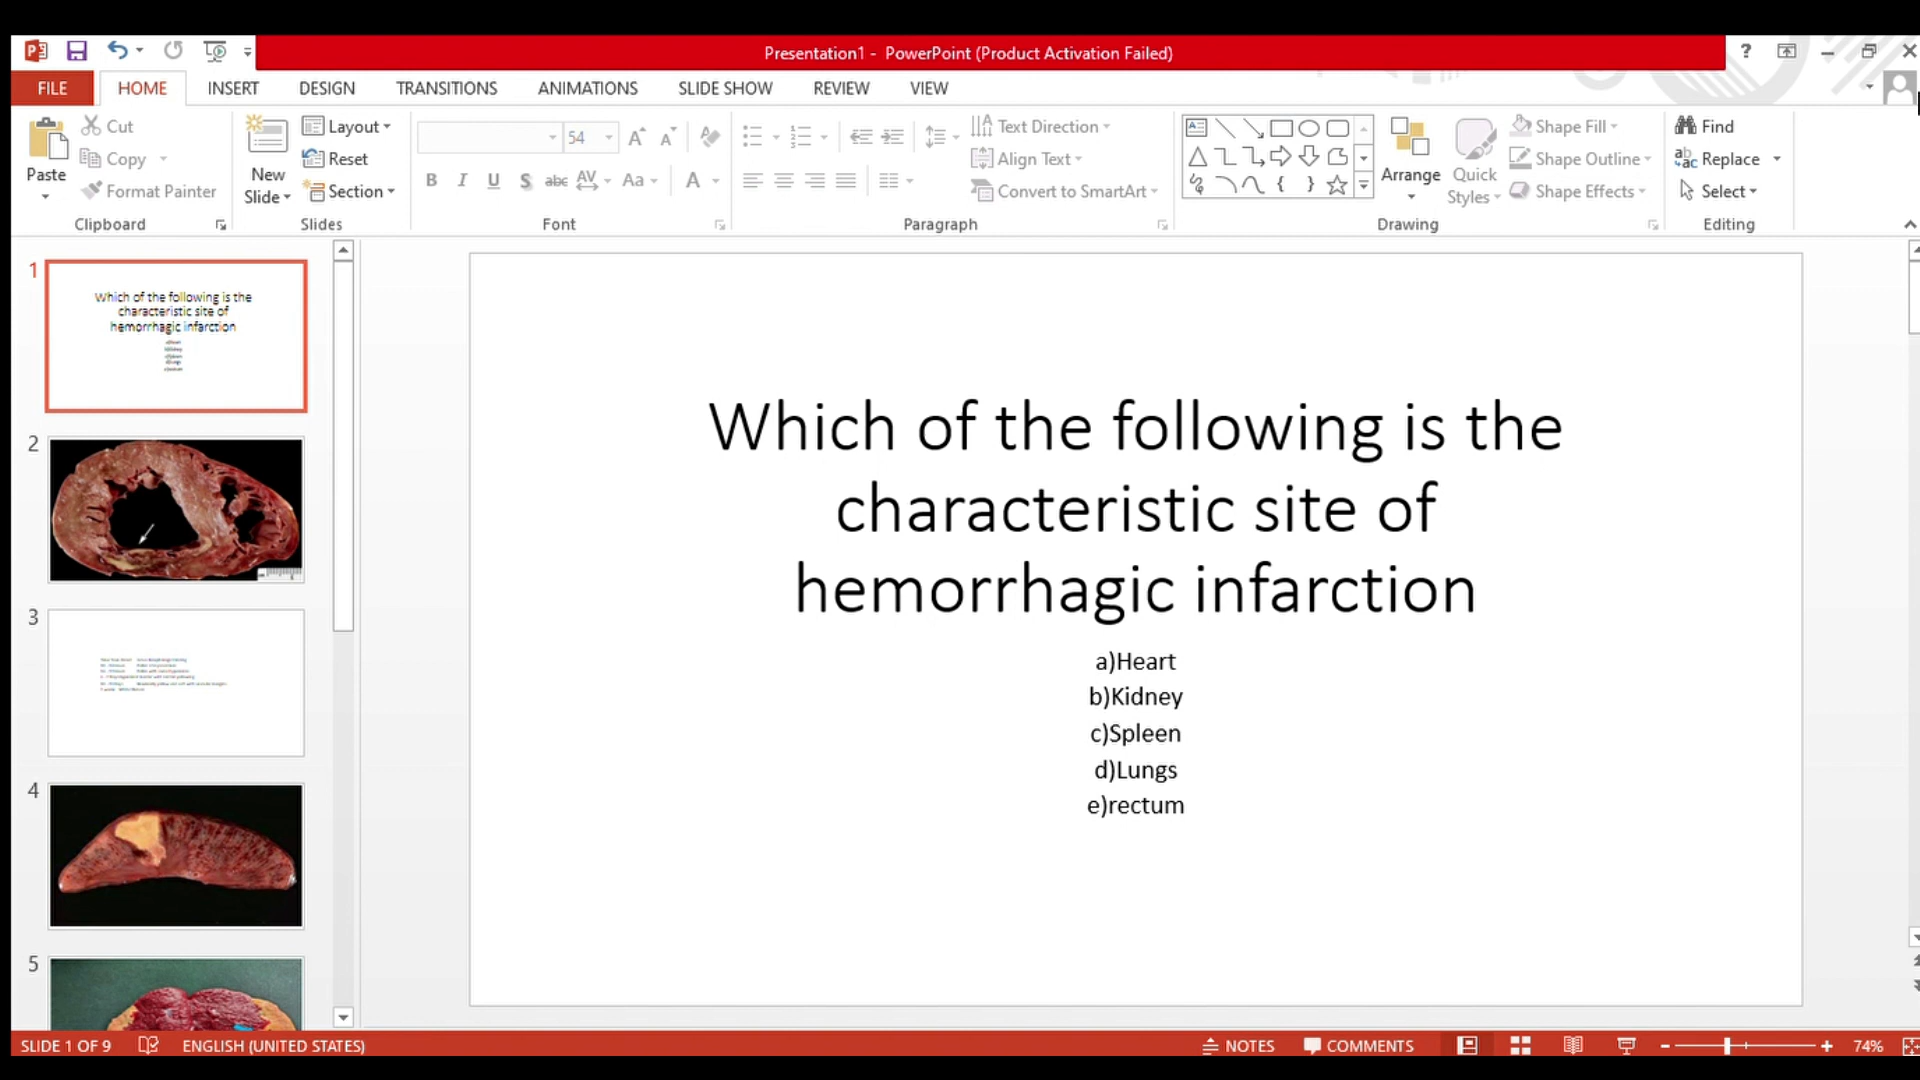 Presentation1 - PowerPoint (Product Activation Failed)
?
FILE HOME INSERT DESIGN TRANSITIONS ANIMATIONS SLIDE SHOW REVIEW VIEW
Paste
Cut
Copy
Format Painter
Clipboard
New
Slide
Layout
Reset
Section
Slides
54
B I U S abc AV Aa A
Font
Text Direction
Align Text
Convert to SmartArt
Paragraph
Arrange
Quick
Styles
Shape Fill
Shape Outline
Shape Effects
Drawing
Find
Replace
Select
Editing
1
Which of the following is the
characteristic site of
hemorrhagic infarction
2
3
4
5
Which of the following is the
characteristic site of
hemorrhagic infarction
a)Heart
b)Kidney
c)Spleen
d)Lungs
e)rectum
SLIDE 1 OF 9 ENGLISH (UNITED STATES) NOTES COMMENTS 74%